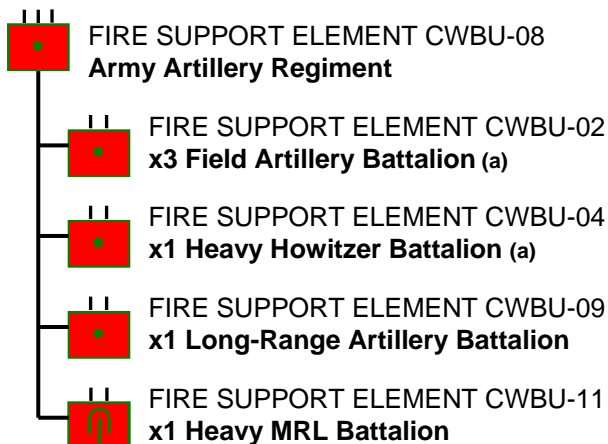 FIRE SUPPORT ELEMENT CWBU-08
Army Artillery Regiment
FIRE SUPPORT ELEMENT CWBU-02
x3 Field Artillery Battalion (a)
FIRE SUPPORT ELEMENT CWBU-04
x1 Heavy Howitzer Battalion (a)
FIRE SUPPORT ELEMENT CWBU-09
x1 Long-Range Artillery Battalion
FIRE SUPPORT ELEMENT CWBU-11
x1 Heavy MRL Battalion